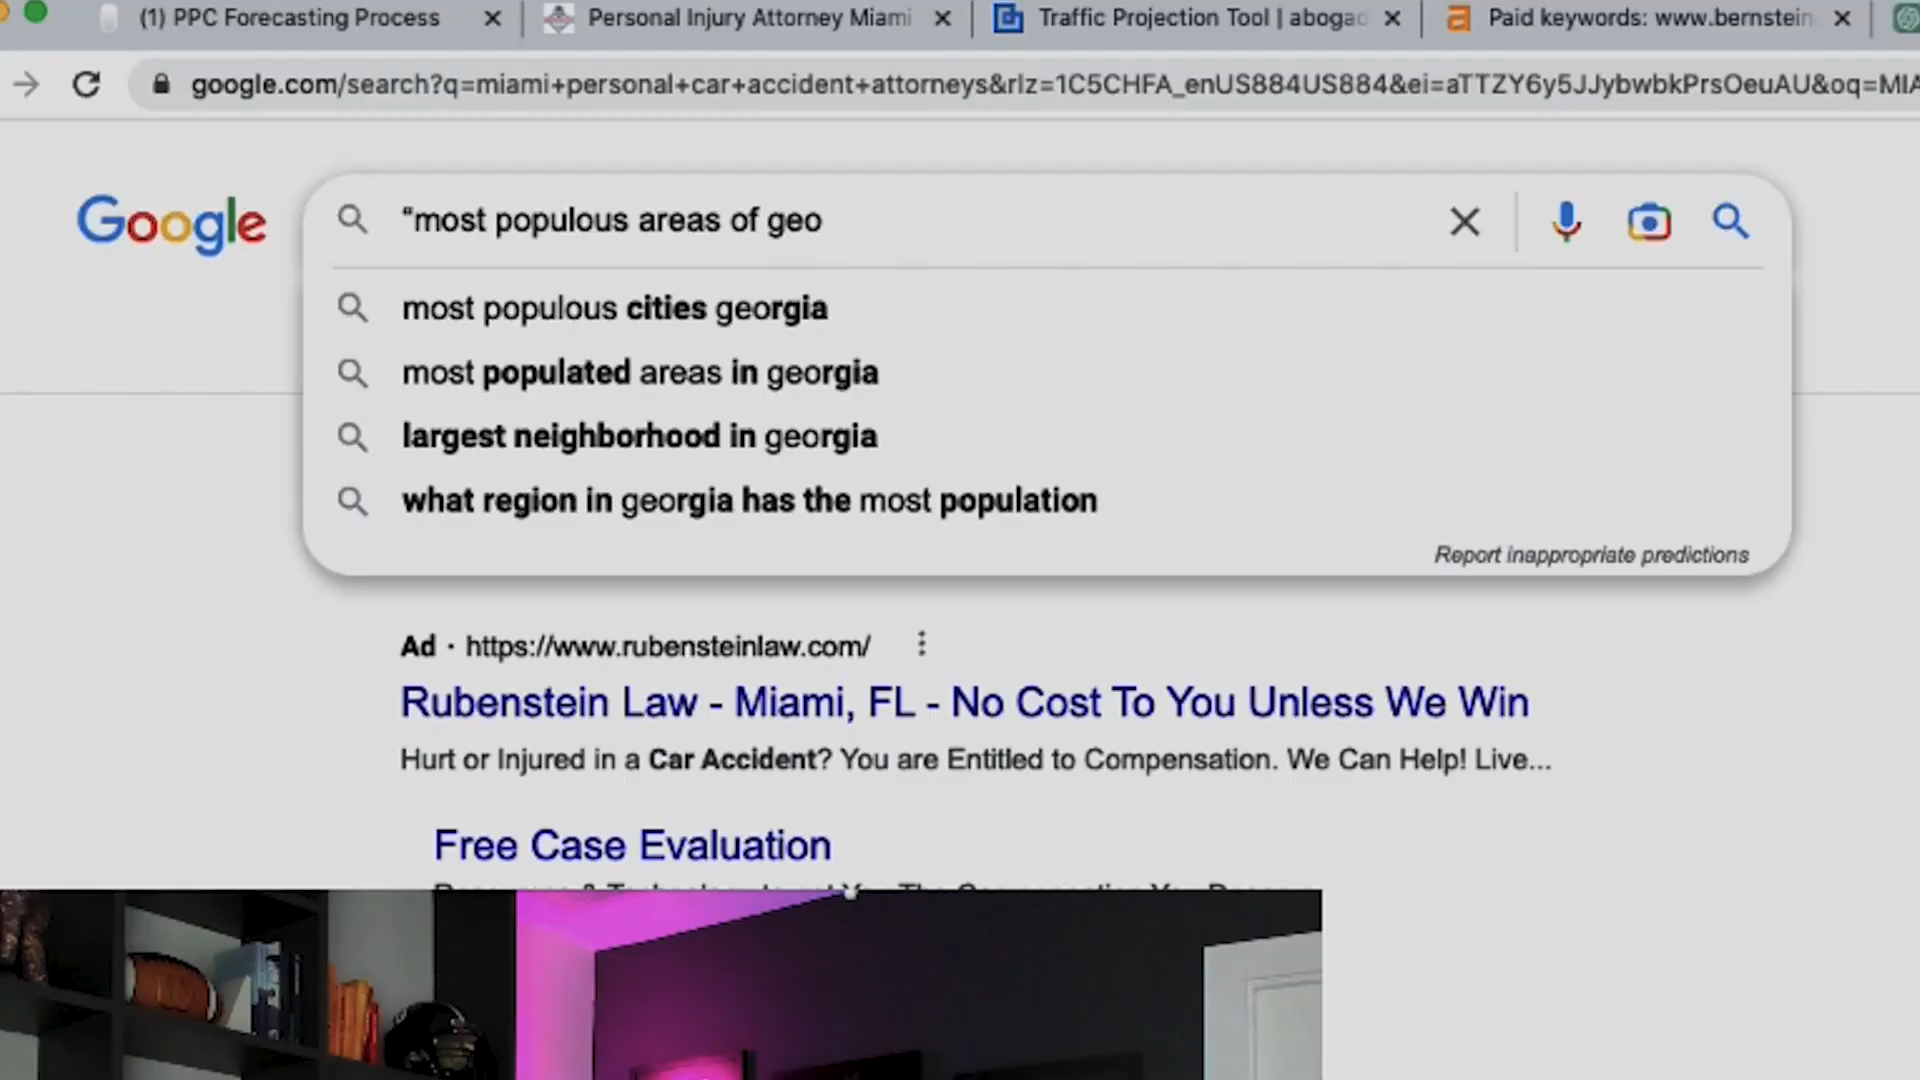 (1) PPC Forecasting Process
Personal Injury Attorney Miami
Traffic Projection Tool | abogad
Paid keywords: www.bernstein
google.com/search?q=miami+personal+car+accident+attorneys&rlz=1C5CHFA_enUS884US884&ei=aTTZY6y5JJybwbkPrsOeuAU&oq=MIA
Google
“most populous areas of geo
most populous cities georgia
most populated areas in georgia
largest neighborhood in georgia
what region in georgia has the most population
Report inappropriate predictions
Ad · https://www.rubensteinlaw.com/
Rubenstein Law - Miami, FL - No Cost To You Unless We Win
Hurt or Injured in a Car Accident? You are Entitled to Compensation. We Can Help! Live...
Free Case Evaluation